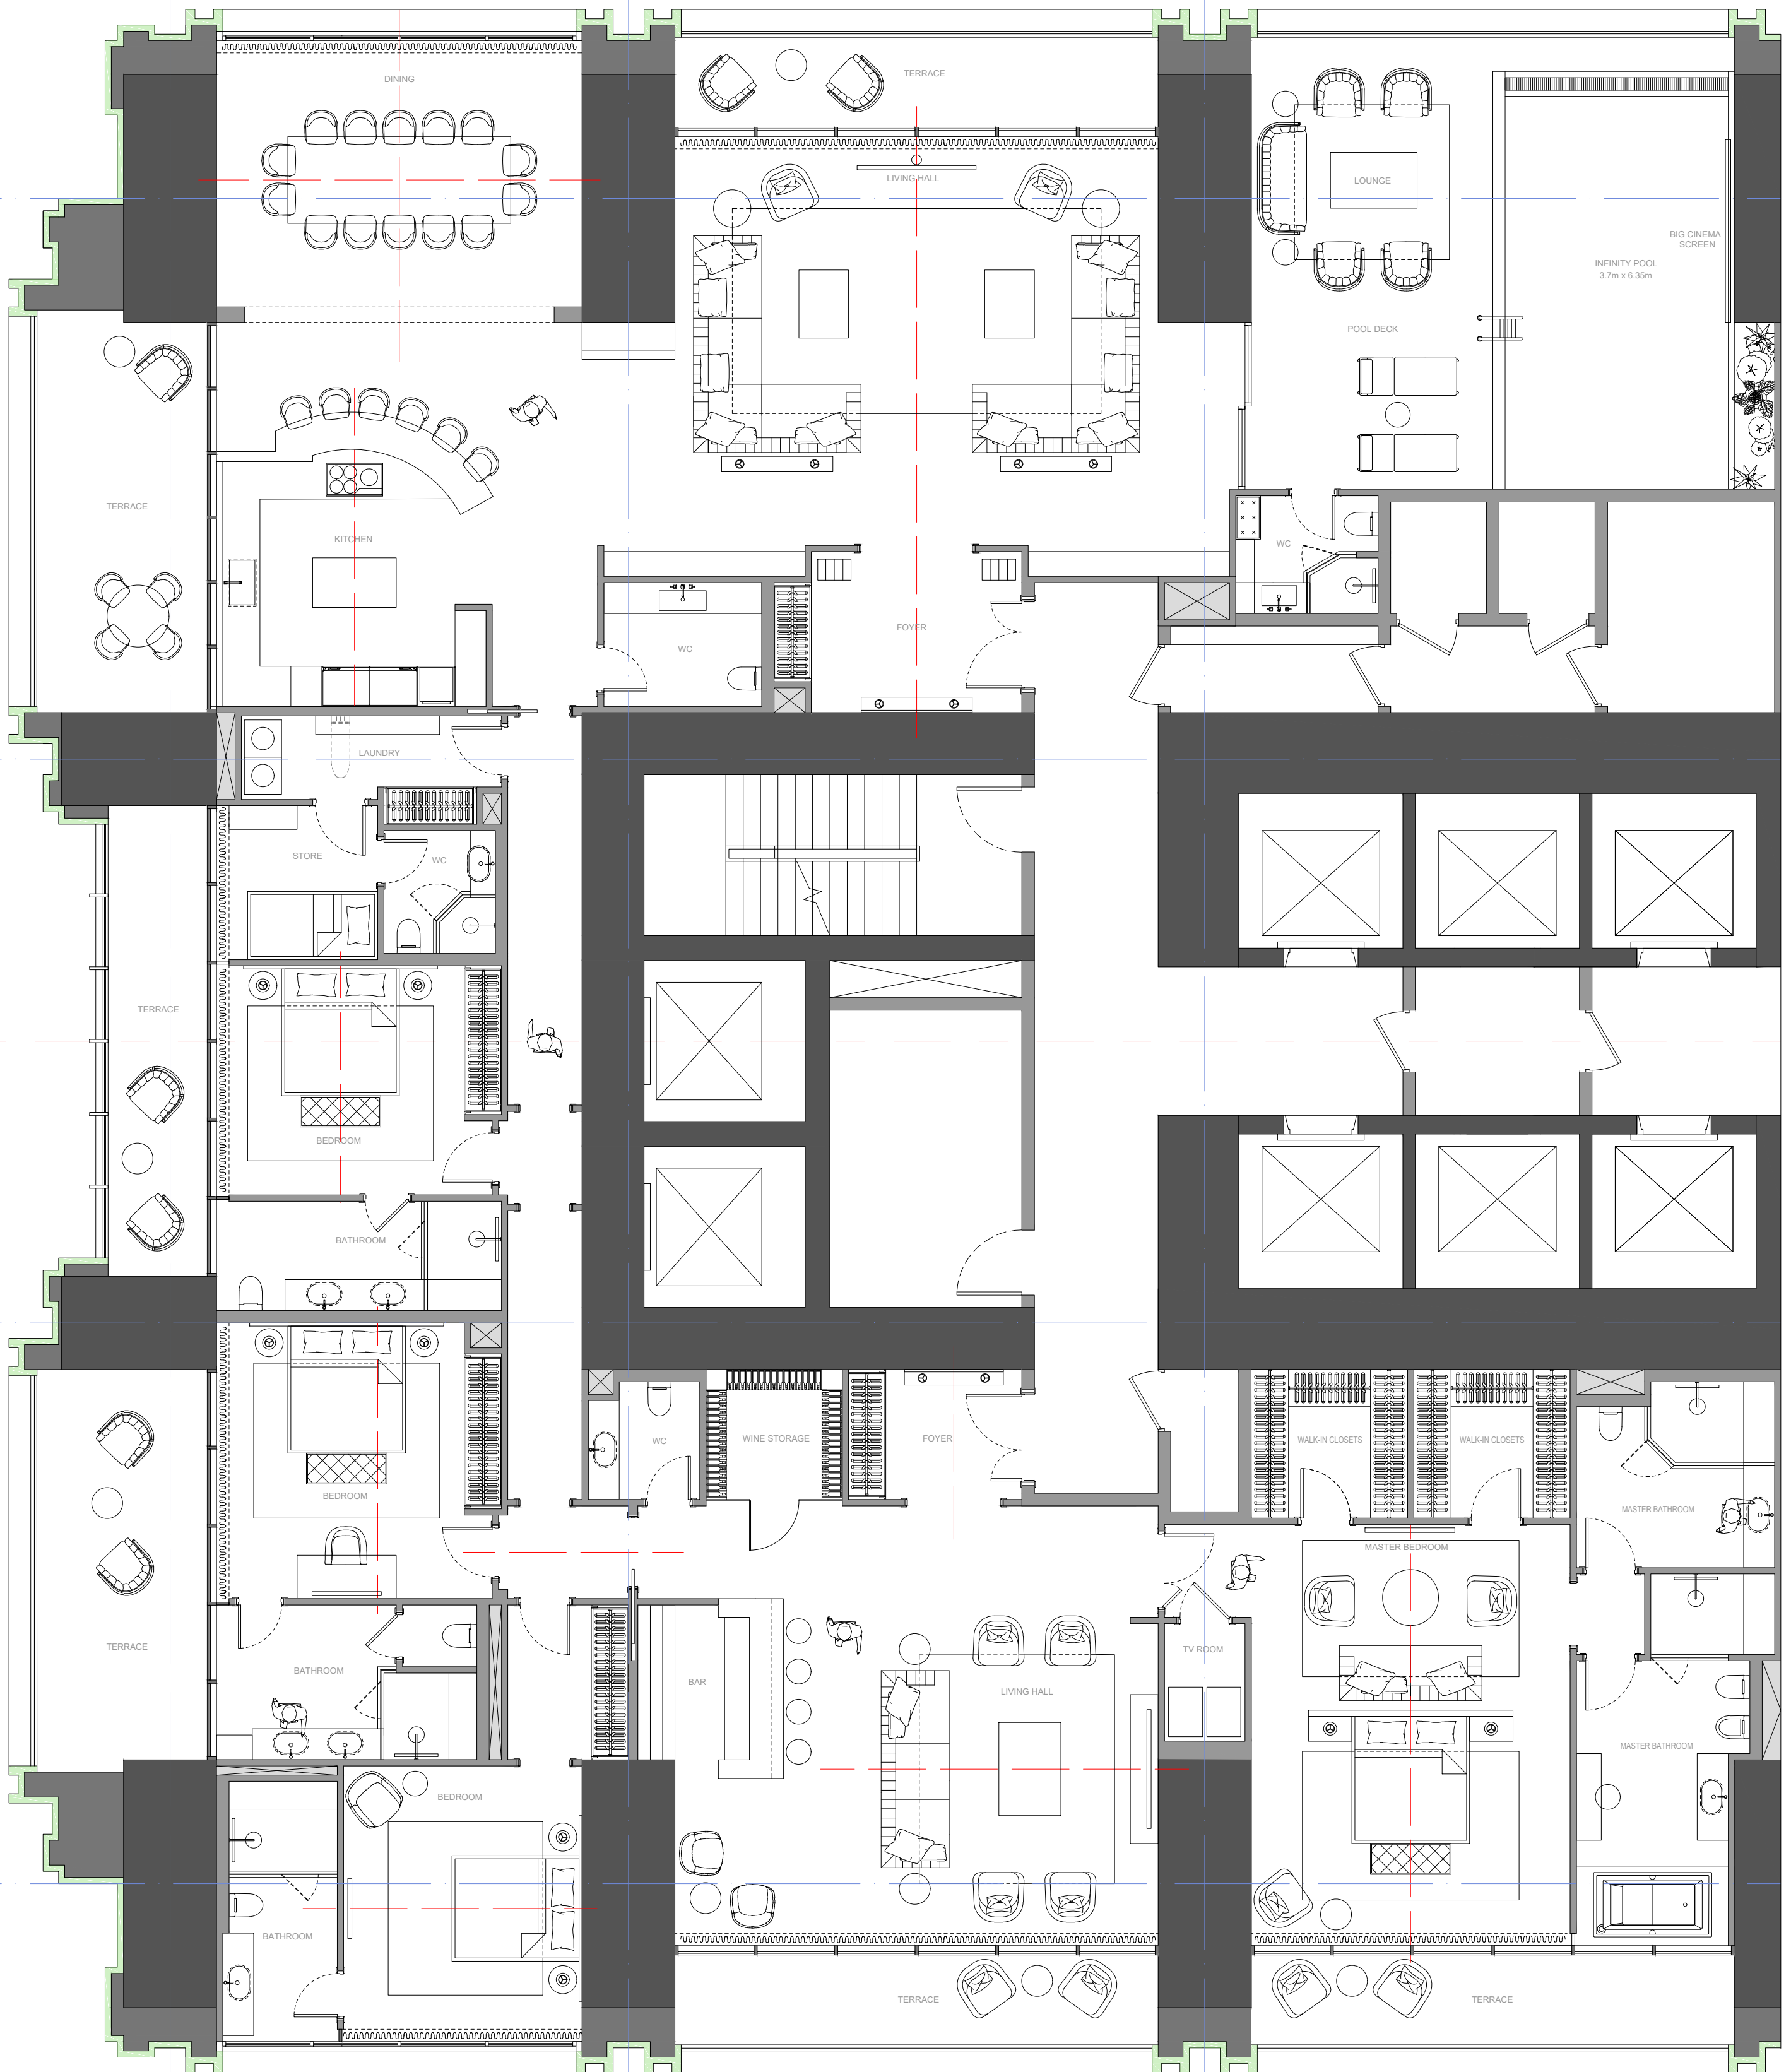 DINING
TERRACE
LIVING HALL
LOUNGE
BIG CINEMA
SCREEN
INFINITY POOL
3.7m x 6.35m
POOL DECK
TERRACE
KITCHEN
WC
FOYER
WC
LAUNDRY
STORE
WC
TERRACE
BEDROOM
BATHROOM
WC
WINE STORAGE
FOYER
WALK-IN CLOSETS
WALK-IN CLOSETS
BEDROOM
MASTER BATHROOM
MASTER BEDROOM
TERRACE
BATHROOM
BAR
LIVING HALL
TV ROOM
MASTER BATHROOM
BEDROOM
BATHROOM
TERRACE
TERRACE